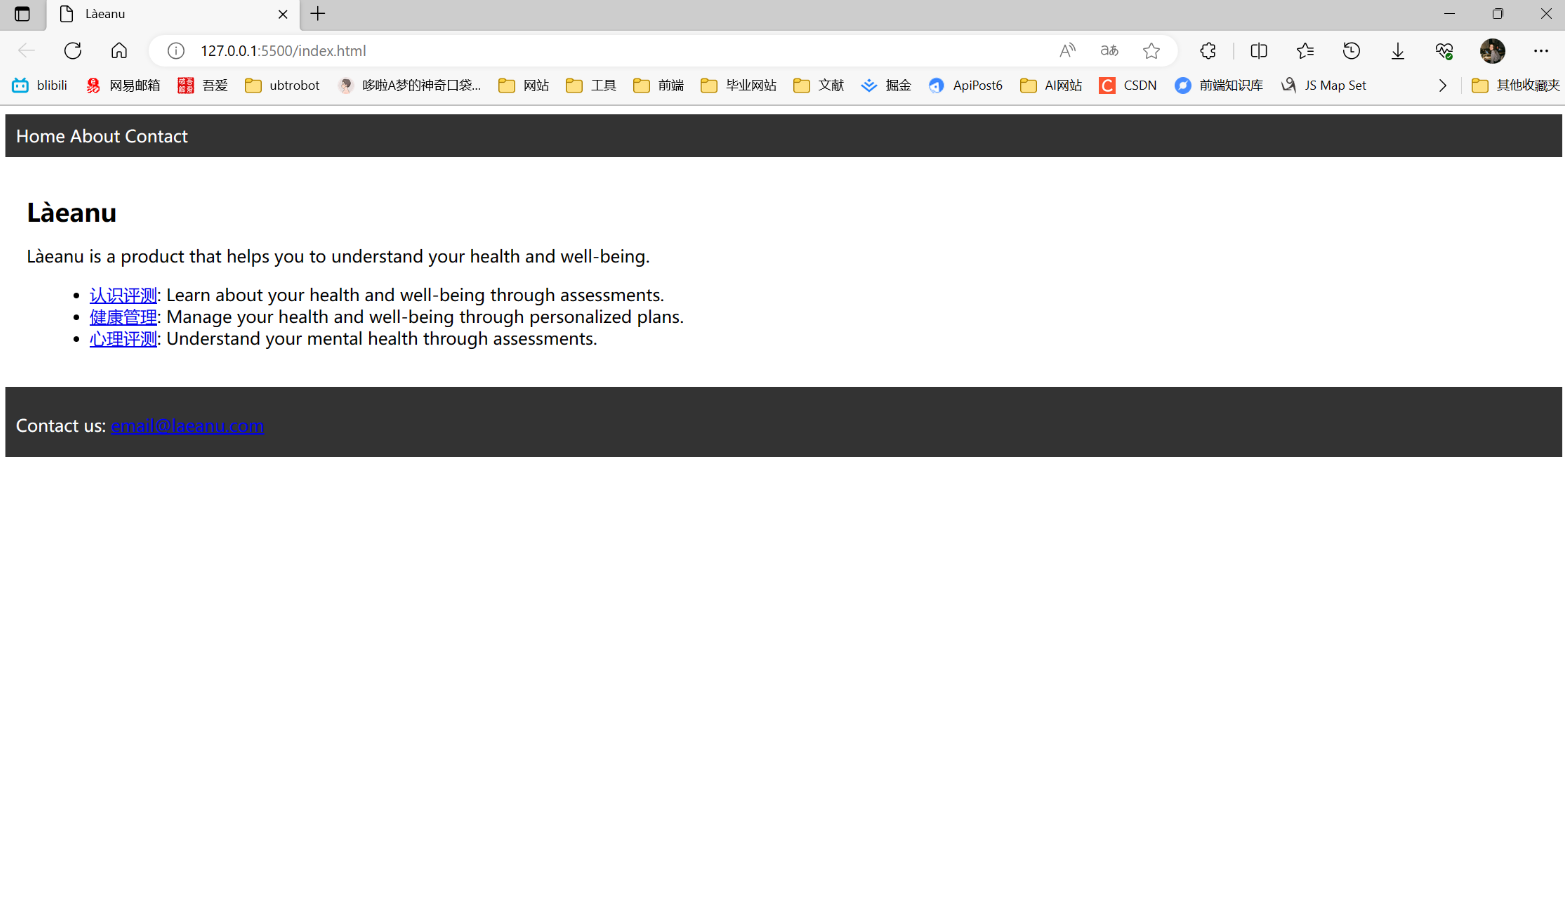 Làeanu
127.0.0.1:5500/index.html
blibili 网易邮箱 吾爱 ubtrobot 哆啦A梦的神奇口袋... 网站 工具 前端 毕业网站 文献 掘金 ApiPost6 AI网站 CSDN 前端知识库 JS Map Set 其他收藏夹
Home About Contact
Làeanu
Làeanu is a product that helps you to understand your health and well-being.
认识评测: Learn about your health and well-being through assessments.
健康管理: Manage your health and well-being through personalized plans.
心理评测: Understand your mental health through assessments.
Contact us: email@laeanu.com